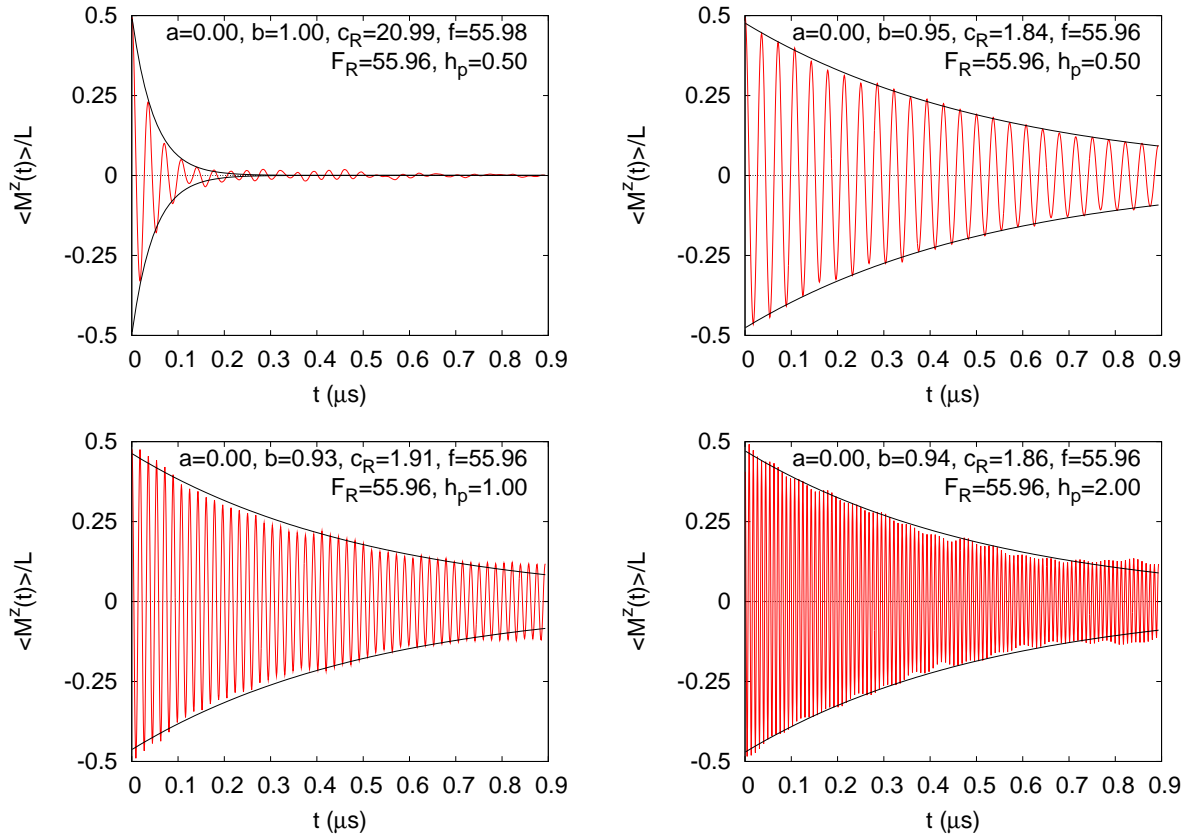 0.5
0.25
0
-0.25
-0.5
<M^z(t)>/L
a=0.00, b=1.00, c_R=20.99, f=55.98
F_R=55.96, h_p=0.50
0 0.1 0.2 0.3 0.4 0.5 0.6 0.7 0.8 0.9
t (μs)
0.5
0.25
0
-0.25
-0.5
<M^z(t)>/L
a=0.00, b=0.95, c_R=1.84, f=55.96
F_R=55.96, h_p=0.50
0 0.1 0.2 0.3 0.4 0.5 0.6 0.7 0.8 0.9
t (μs)
0.5
0.25
0
-0.25
-0.5
<M^z(t)>/L
a=0.00, b=0.93, c_R=1.91, f=55.96
F_R=55.96, h_p=1.00
0 0.1 0.2 0.3 0.4 0.5 0.6 0.7 0.8 0.9
t (μs)
0.5
0.25
0
-0.25
-0.5
<M^z(t)>/L
a=0.00, b=0.94, c_R=1.86, f=55.96
F_R=55.96, h_p=2.00
0 0.1 0.2 0.3 0.4 0.5 0.6 0.7 0.8 0.9
t (μs)